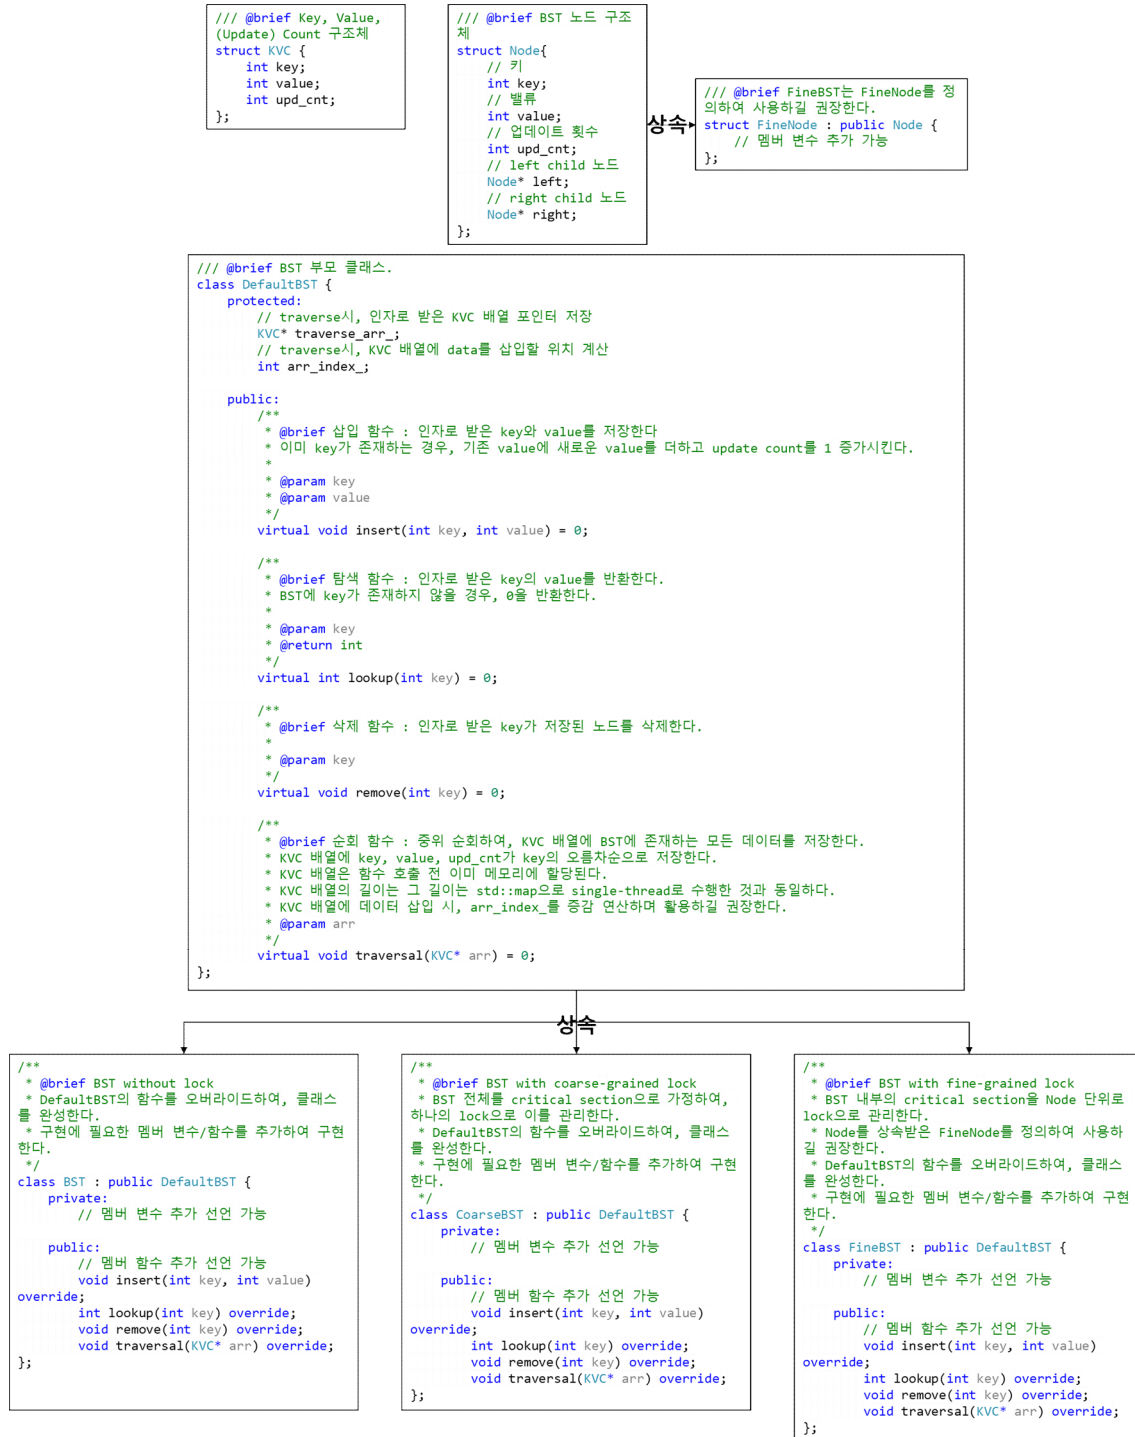 /// @brief Key, Value,
(Update) Count 구조체
struct KVC {
    int key;
    int value;
    int upd_cnt;
};
/// @brief BST 노드 구조
체
struct Node{
    // 키
    int key;
    // 밸류
    int value;
    // 업데이트 횟수
    int upd_cnt;
    // left child 노드
    Node* left;
    // right child 노드
    Node* right;
};
상속
/// @brief FineBST는 FineNode를 정
의하여 사용하길 권장한다.
struct FineNode : public Node {
    // 멤버 변수 추가 가능
};
/// @brief BST 부모 클래스.
class DefaultBST {
    protected:
        // traverse시, 인자로 받은 KVC 배열 포인터 저장
        KVC* traverse_arr_;
        // traverse시, KVC 배열에 data를 삽입할 위치 계산
        int arr_index_;
    public:
        /**
         * @brief 삽입 함수 : 인자로 받은 key와 value를 저장한다
         * 이미 key가 존재하는 경우, 기존 value에 새로운 value를 더하고 update count를 1 증가시킨다.
         *
         * @param key
         * @param value
         */
        virtual void insert(int key, int value) = 0;
        /**
         * @brief 탐색 함수 : 인자로 받은 key의 value를 반환한다.
         * BST에 key가 존재하지 않을 경우, 0을 반환한다.
         *
         * @param key
         * @return int
         */
        virtual int lookup(int key) = 0;
        /**
         * @brief 삭제 함수 : 인자로 받은 key가 저장된 노드를 삭제한다.
         *
         * @param key
         */
        virtual void remove(int key) = 0;
        /**
         * @brief 순회 함수 : 중위 순회하여, KVC 배열에 BST에 존재하는 모든 데이터를 저장한다.
         * KVC 배열에 key, value, upd_cnt가 key의 오름차순으로 저장한다.
         * KVC 배열은 함수 호출 전 이미 메모리에 할당된다.
         * KVC 배열의 길이는 그 길이는 std::map으로 single-thread로 수행한 것과 동일하다.
         * KVC 배열에 데이터 삽입 시, arr_index_를 증감 연산하며 활용하길 권장한다.
         * @param arr
         */
        virtual void traversal(KVC* arr) = 0;
};
상속
/**
 * @brief BST without lock
 * DefaultBST의 함수를 오버라이드하여, 클래스
를 완성한다.
 * 구현에 필요한 멤버 변수/함수를 추가하여 구현
한다.
 */
class BST : public DefaultBST {
    private:
        // 멤버 변수 추가 선언 가능
    public:
        // 멤버 함수 추가 선언 가능
        void insert(int key, int value)
override;
        int lookup(int key) override;
        void remove(int key) override;
        void traversal(KVC* arr) override;
};
/**
 * @brief BST with coarse-grained lock
 * BST 전체를 critical section으로 가정하여,
하나의 lock으로 이를 관리한다.
 * DefaultBST의 함수를 오버라이드하여, 클래스
를 완성한다.
 * 구현에 필요한 멤버 변수/함수를 추가하여 구현
한다.
 */
class CoarseBST : public DefaultBST {
    private:
        // 멤버 변수 추가 선언 가능
    public:
        // 멤버 함수 추가 선언 가능
        void insert(int key, int value)
override;
        int lookup(int key) override;
        void remove(int key) override;
        void traversal(KVC* arr) override;
};
/**
 * @brief BST with fine-grained lock
 * BST 내부의 critical section을 Node 단위로
lock으로 관리한다.
 * Node를 상속받은 FineNode를 정의하여 사용하
길 권장한다.
 * DefaultBST의 함수를 오버라이드하여, 클래스
를 완성한다.
 * 구현에 필요한 멤버 변수/함수를 추가하여 구현
한다.
 */
class FineBST : public DefaultBST {
    private:
        // 멤버 변수 추가 선언 가능
    public:
        // 멤버 함수 추가 선언 가능
        void insert(int key, int value)
override;
        int lookup(int key) override;
        void remove(int key) override;
        void traversal(KVC* arr) override;
};